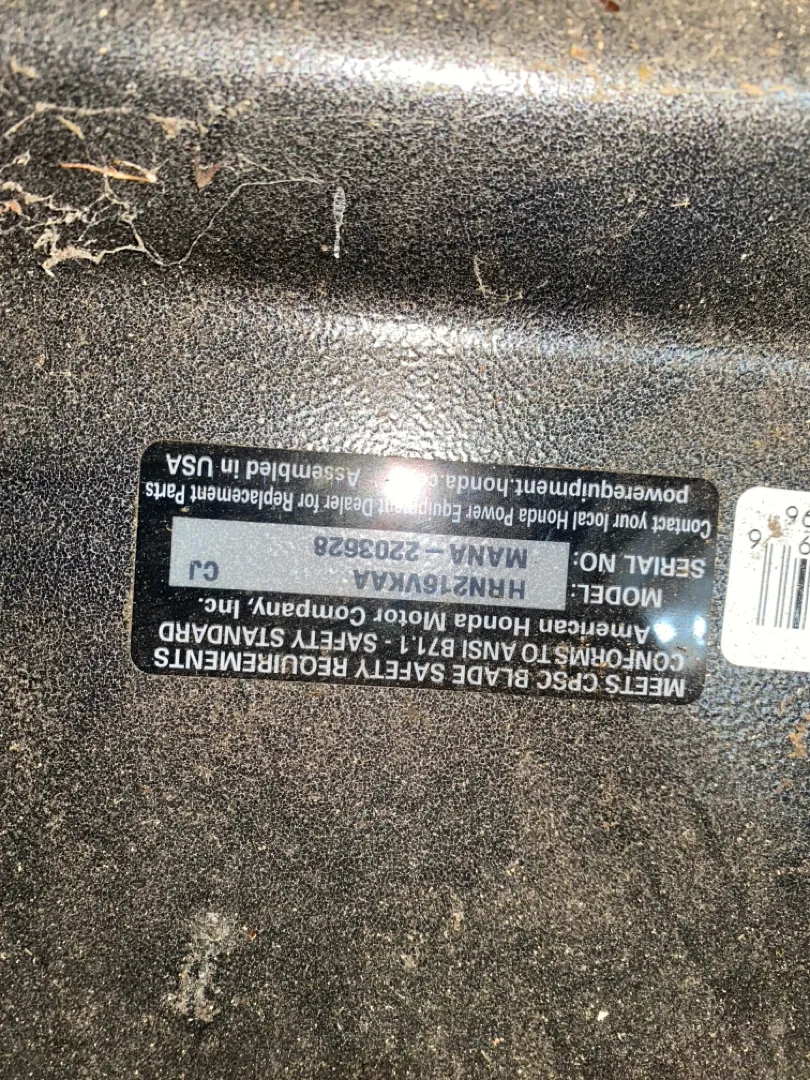 MEETS CPSC BLADE SAFETY REQUIREMENTS
CONFORMS TO ANSI B71.1 - SAFETY STANDARD
American Honda Motor Company, Inc.
MODEL: HRN216VKAA CJ
SERIAL NO: MANA – 2203628
Contact your local Honda Power Equipment Dealer for Replacement Parts
powerequipment.honda.com Assembled in USA